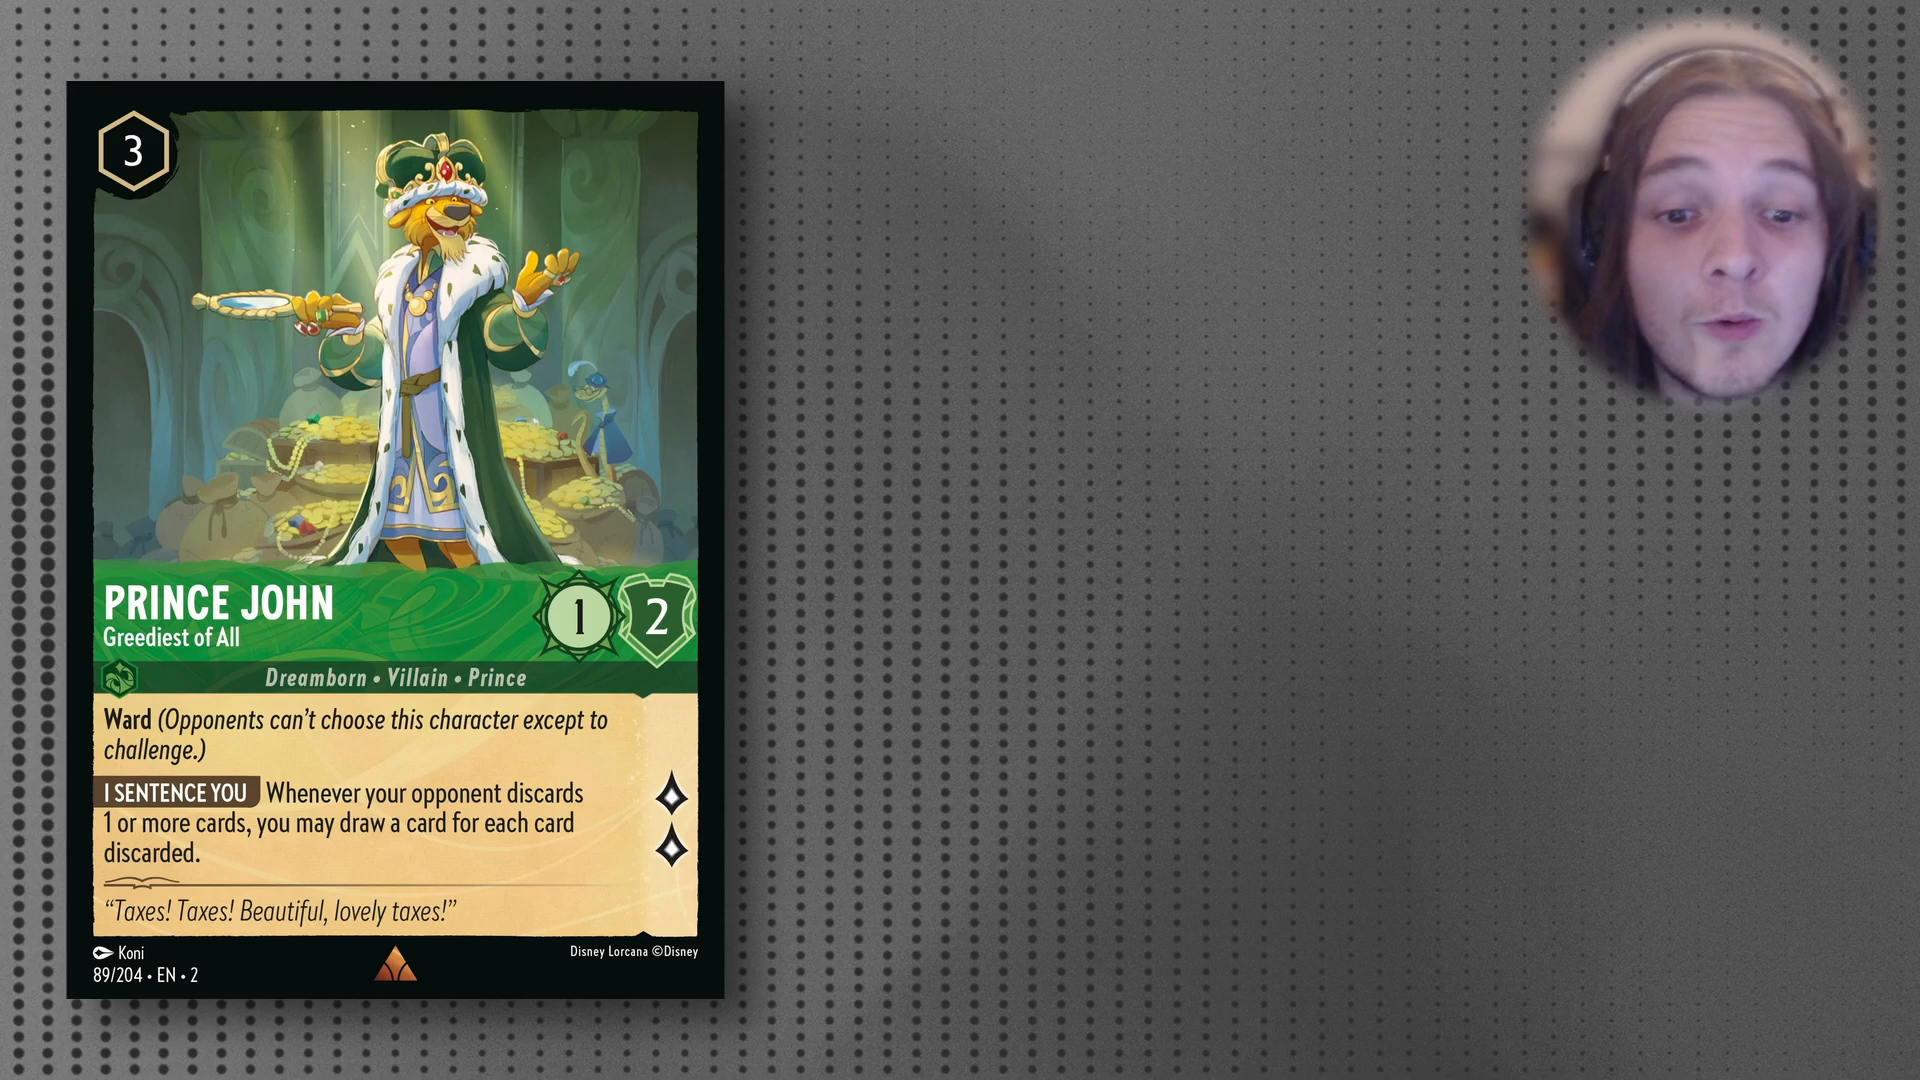 3
PRINCE JOHN
Greediest of All
1
2
Dreamborn • Villain • Prince
Ward (Opponents can't choose this character except to
challenge.)
I SENTENCE YOU Whenever your opponent discards
1 or more cards, you may draw a card for each card
discarded.
“Taxes! Taxes! Beautiful, lovely taxes!”
Koni
Disney Lorcana ©Disney
89/204 • EN • 2